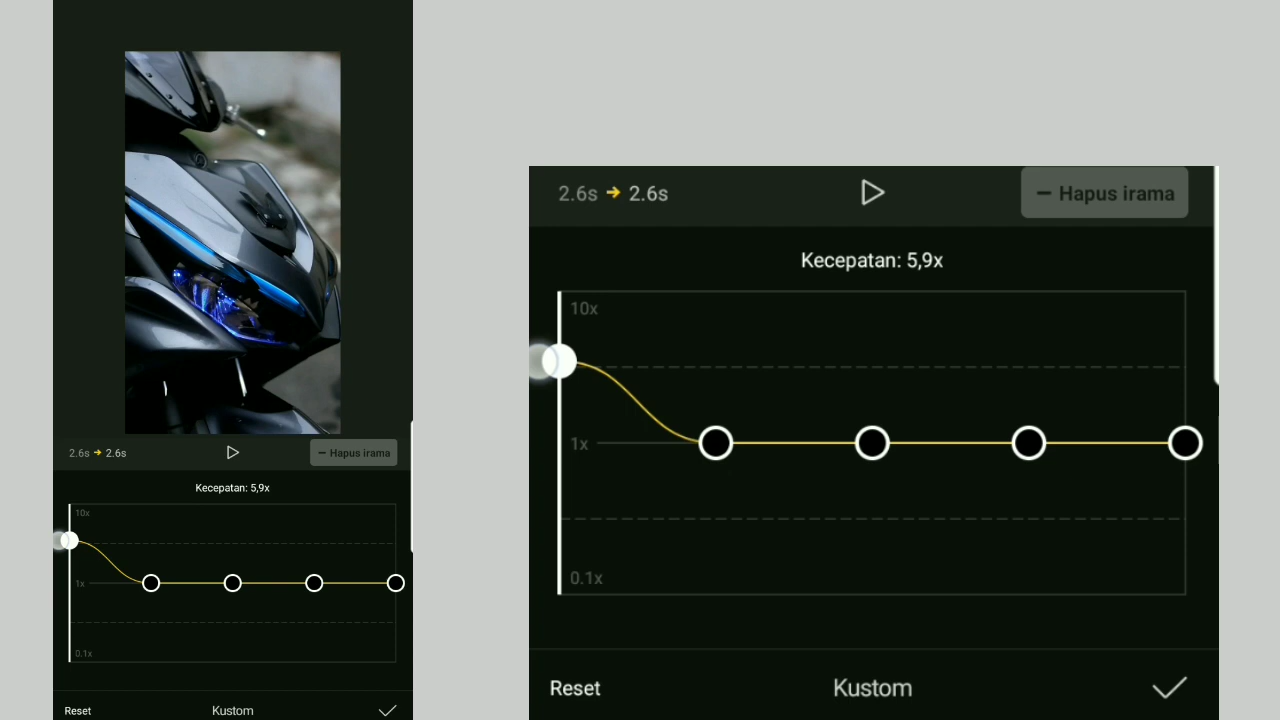 2.6s → 2.6s
− Hapus irama
Kecepatan: 5,9x
10x
1x
0.1x
Reset
Kustom
2.6s → 2.6s
− Hapus irama
Kecepatan: 5,9x
10x
1x
0.1x
Reset
Kustom